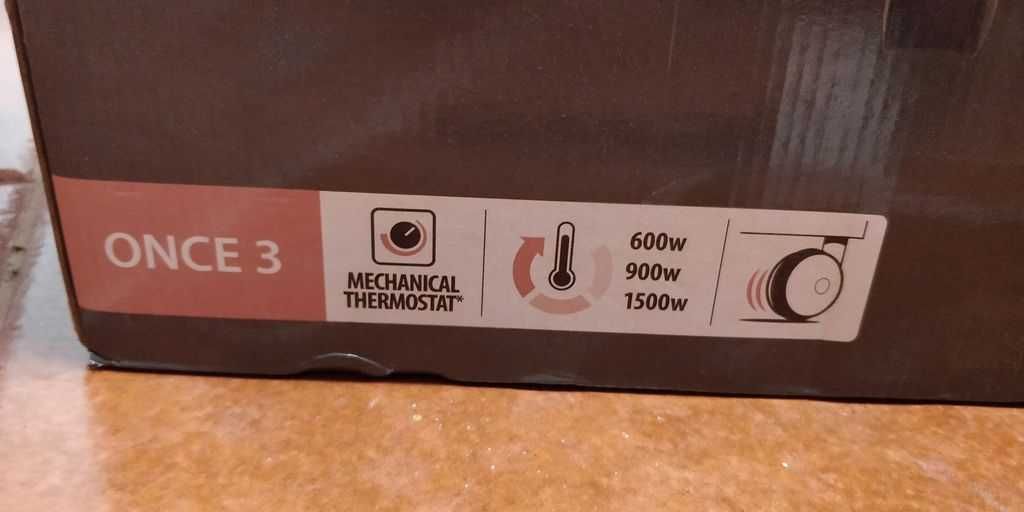 ONCE 3
MECHANICAL
THERMOSTAT*
600w
900w
1500w